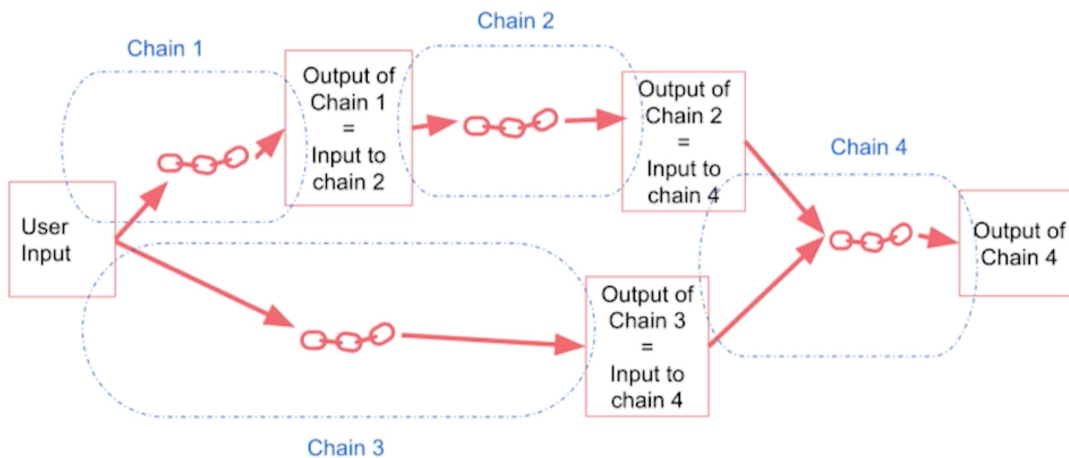 Chain 1
Chain 2
Output of
Chain 1
=
Input to
chain 2
Output of
Chain 2
=
Input to
chain 4
Chain 4
User
Input
Output of
Chain 4
Output of
Chain 3
=
Input to
chain 4
Chain 3